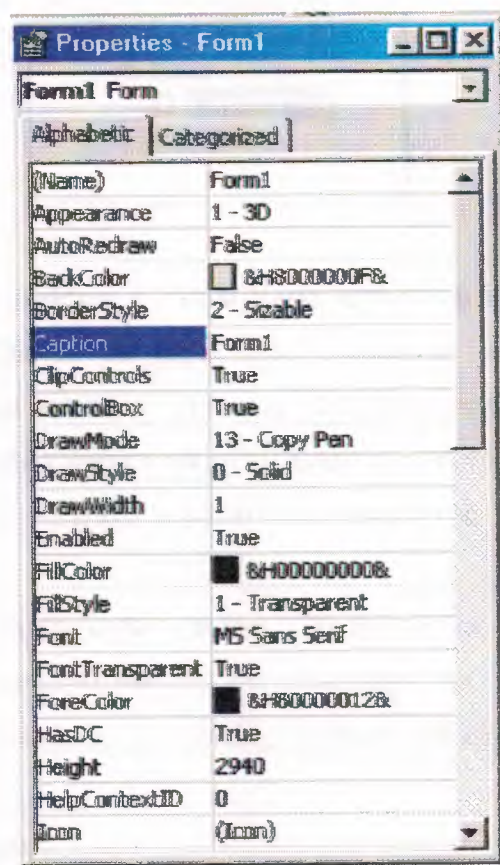 Properties - Form1
Form1 Form
Alphabetic Categorized
(Name) Form1
Appearance 1 - 3D
AutoRedraw False
BackColor &H8000000F&
BorderStyle 2 - Sizable
Caption Form1
ClipControls True
ControlBox True
DrawMode 13 - Copy Pen
DrawStyle 0 - Solid
DrawWidth 1
Enabled True
FillColor &H00000000&
FillStyle 1 - Transparent
Font MS Sans Serif
FontTransparent True
ForeColor &H80000012&
HasDC True
Height 2940
HelpContextID 0
Icon (Icon)